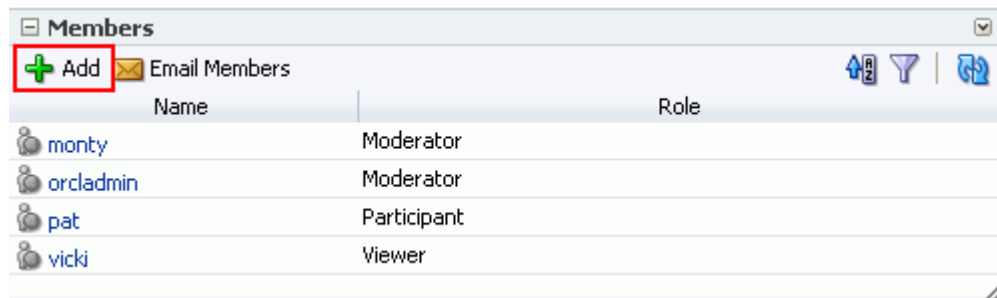 Members
Add Email Members
Name Role
monty Moderator
orcladmin Moderator
pat Participant
vicki Viewer